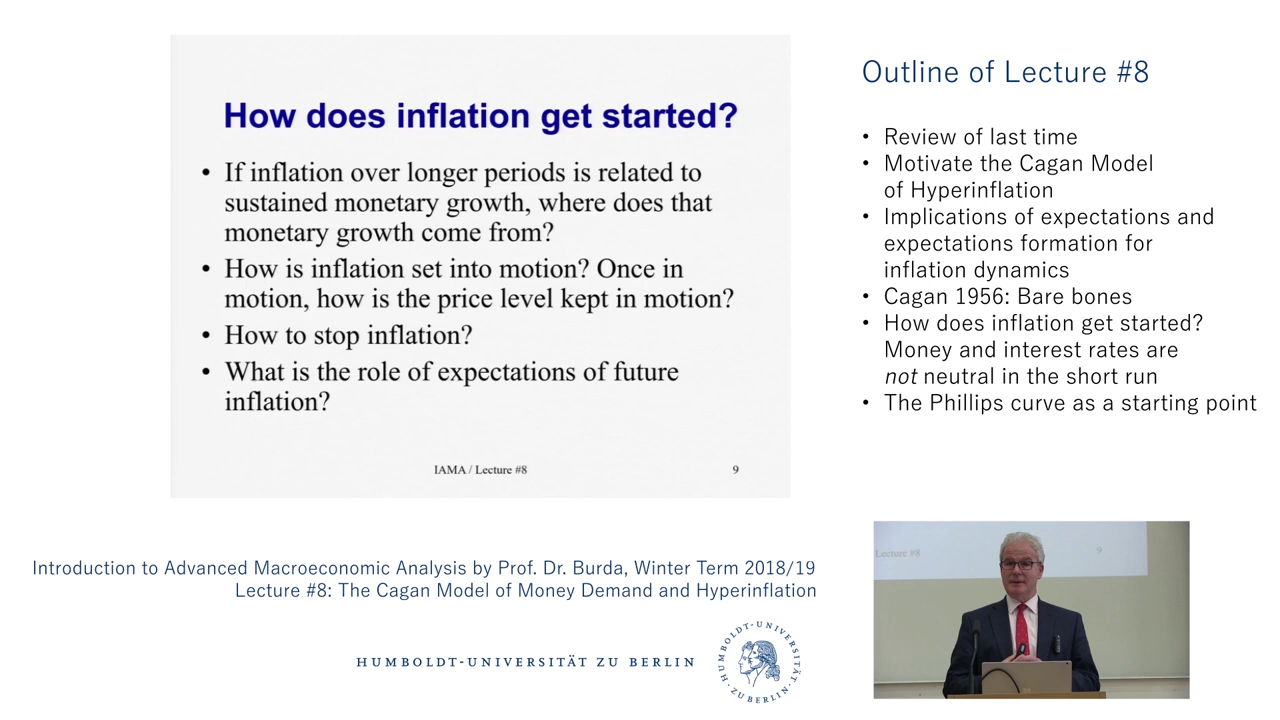 How does inflation get started?
• If inflation over longer periods is related to
sustained monetary growth, where does that
monetary growth come from?
• How is inflation set into motion? Once in
motion, how is the price level kept in motion?
• How to stop inflation?
• What is the role of expectations of future
inflation?
IAMA / Lecture #8
9
Outline of Lecture #8
• Review of last time
• Motivate the Cagan Model
of Hyperinflation
• Implications of expectations and
expectations formation for
inflation dynamics
• Cagan 1956: Bare bones
• How does inflation get started?
Money and interest rates are
not neutral in the short run
• The Phillips curve as a starting point
Introduction to Advanced Macroeconomic Analysis by Prof. Dr. Burda, Winter Term 2018/19
Lecture #8: The Cagan Model of Money Demand and Hyperinflation
HUMBOLDT-UNIVERSITÄT ZU BERLIN
HUMBOLDT-UNIVERSITÄT · ZU BERLIN ·
Lecture #8
9